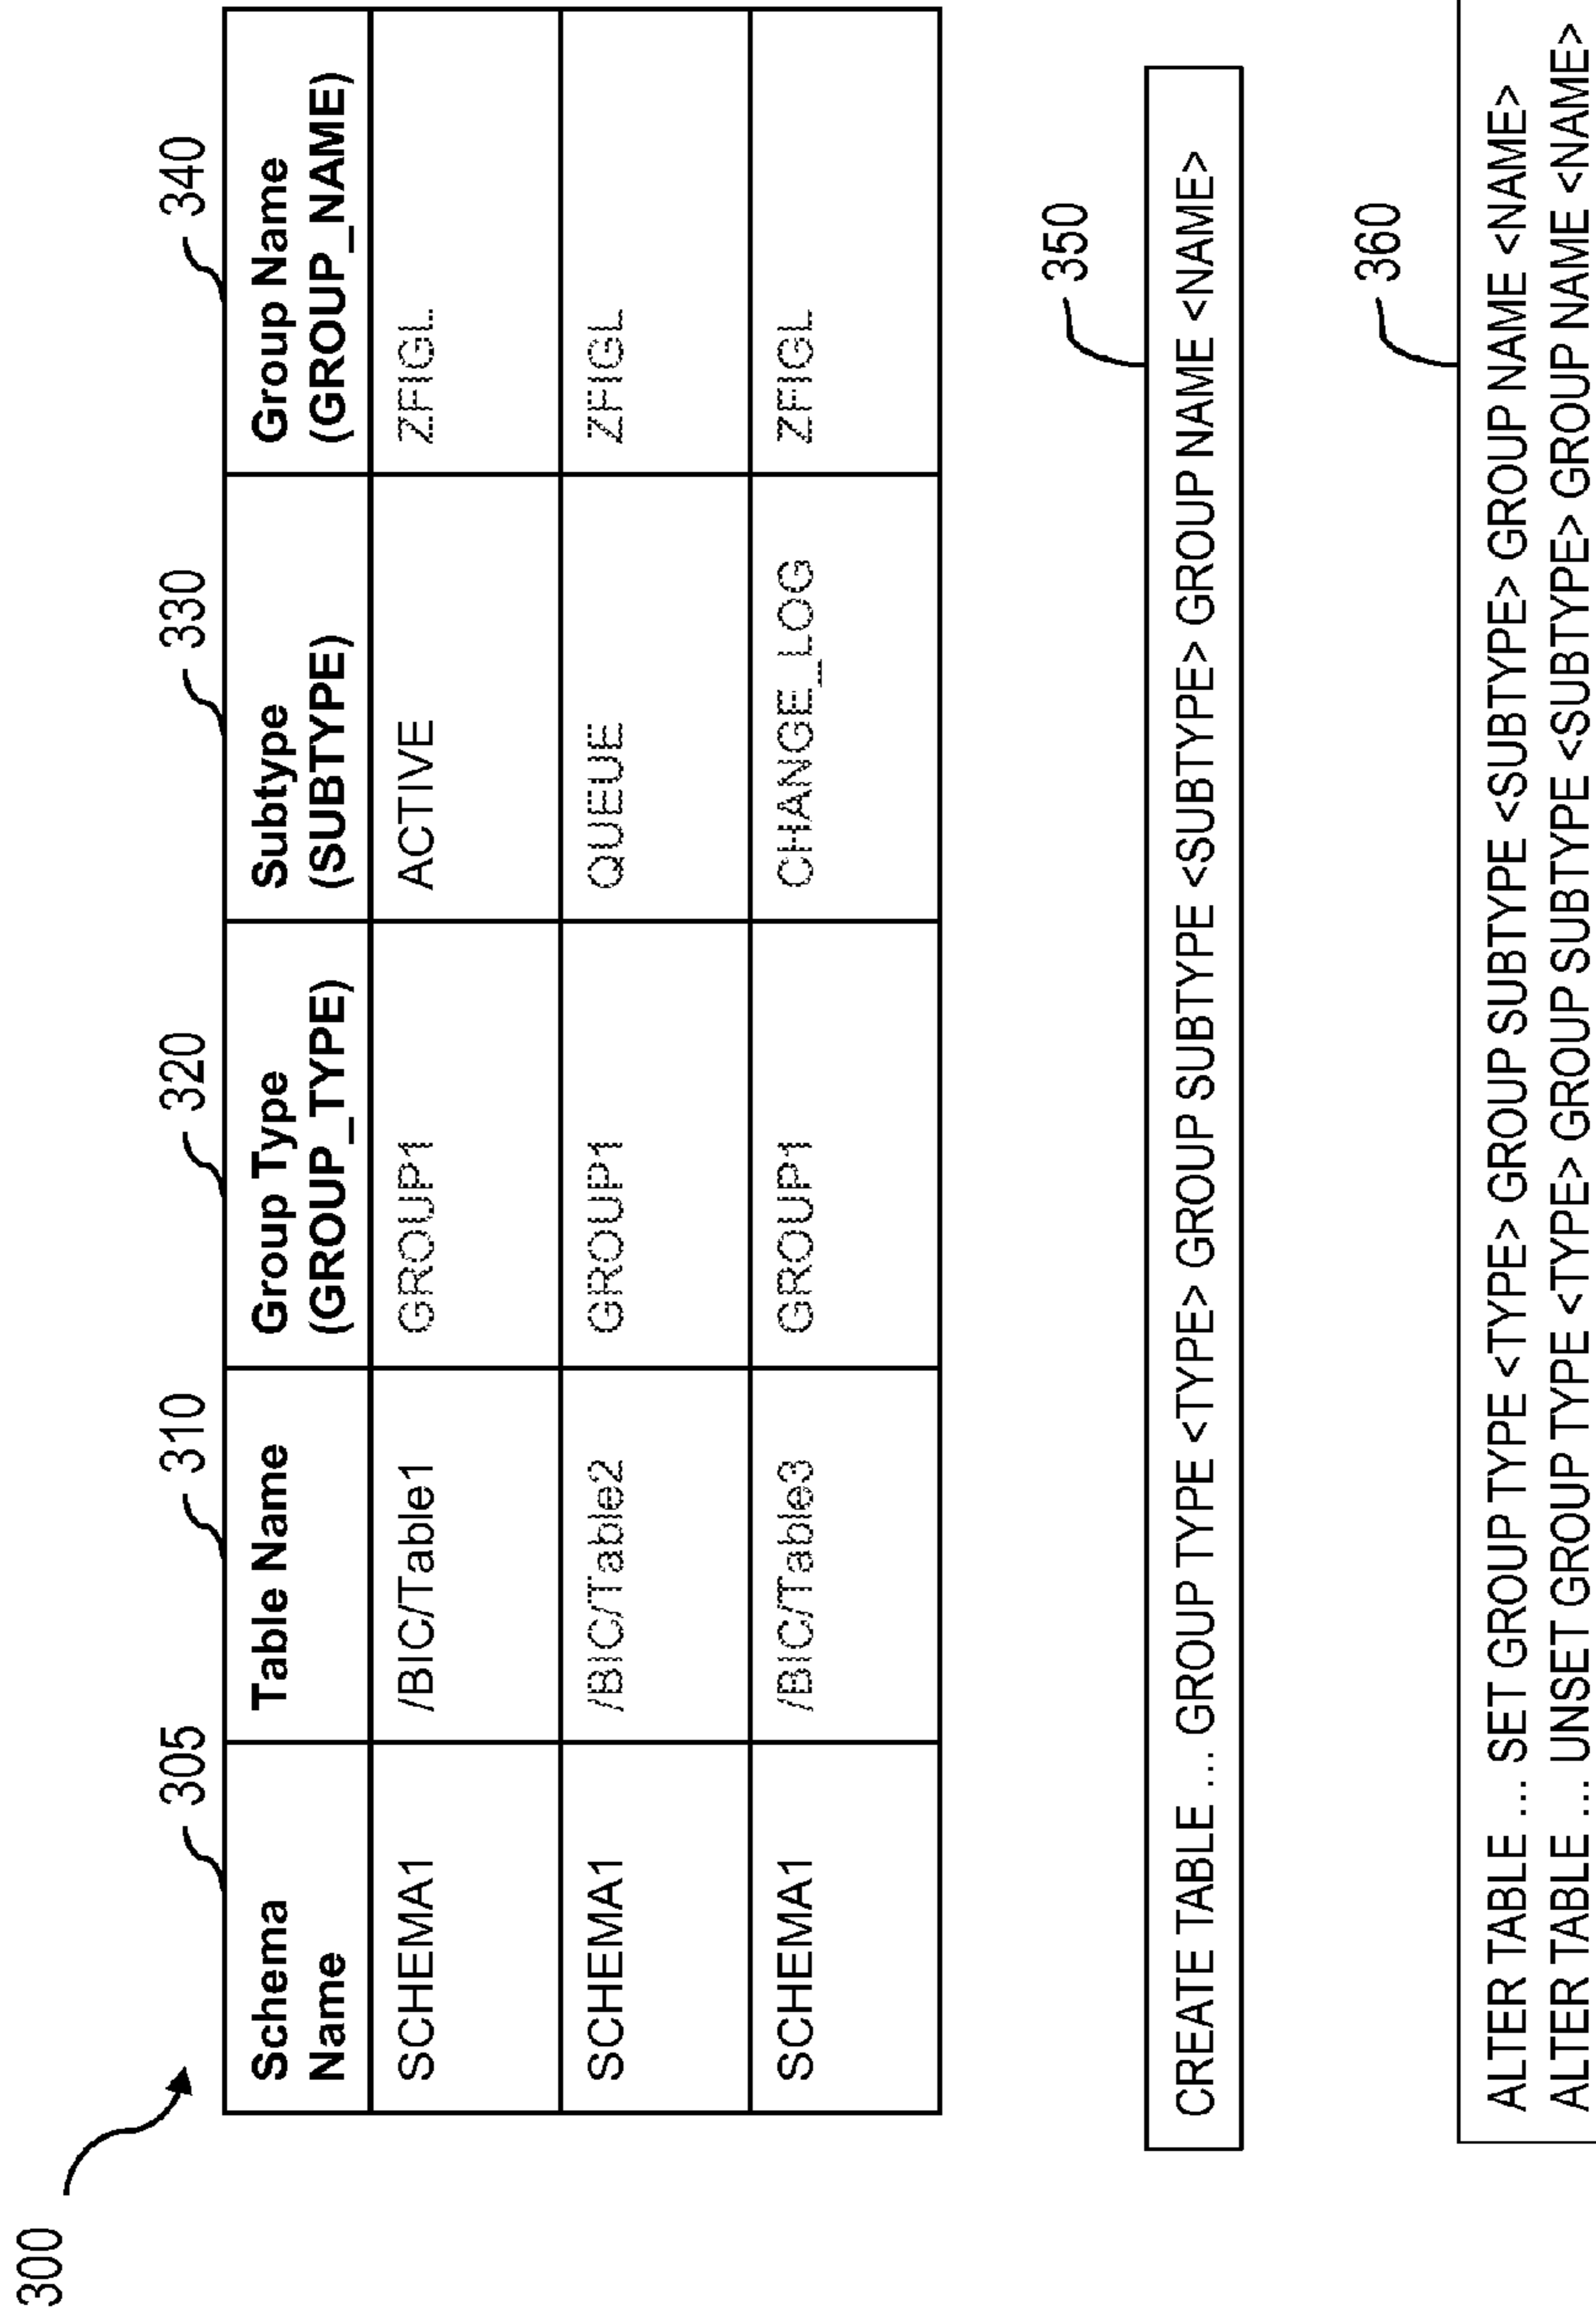 300
305
310
320
330
340
Schema Name
Table Name
Group Type (GROUP_TYPE)
Subtype (SUBTYPE)
Group Name (GROUP_NAME)
SCHEMA1 /BIC/Table1 GROUP1 ACTIVE ZFIGL
SCHEMA1 /BIC/Table2 GROUP1 QUEUE ZFIGL
SCHEMA1 /BIC/Table3 GROUP1 CHANGE_LOG ZFIGL
350
CREATE TABLE ... GROUP TYPE <TYPE> GROUP SUBTYPE <SUBTYPE> GROUP NAME <NAME>
360
ALTER TABLE ... SET GROUP TYPE <TYPE> GROUP SUBTYPE <SUBTYPE> GROUP NAME <NAME>
ALTER TABLE ... UNSET GROUP TYPE <TYPE> GROUP SUBTYPE <SUBTYPE> GROUP NAME <NAME>